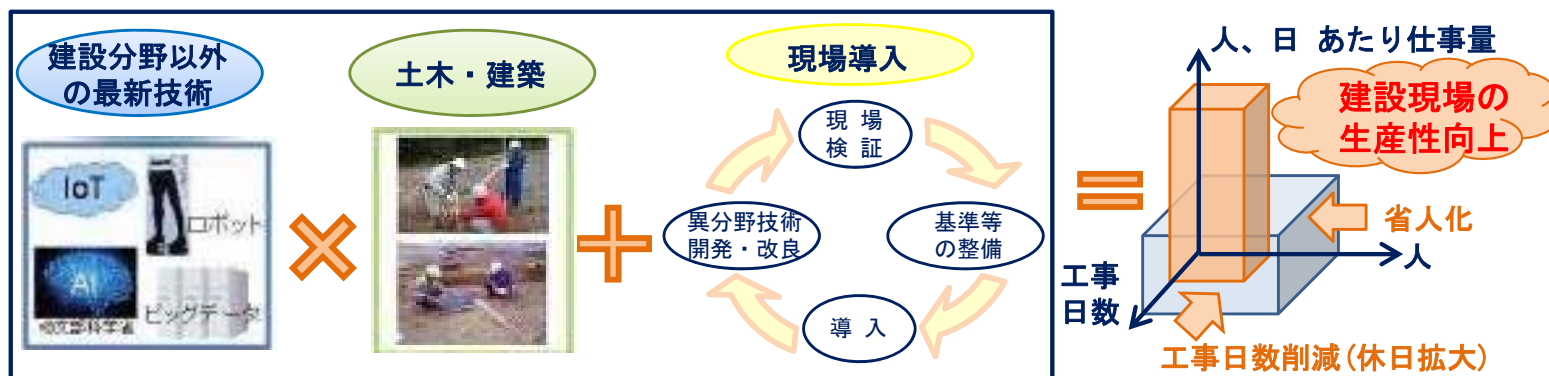 建設分野以外
の最新技術
IoT
ロボット
AI
ビッグデータ
土木・建築
現場導入
現 場
検 証
基準等
の整備
導 入
異分野技術
開発・改良
人、日 あたり仕事量
建設現場の
生産性向上
省人化
人
工事
日数
工事日数削減(休日拡大)